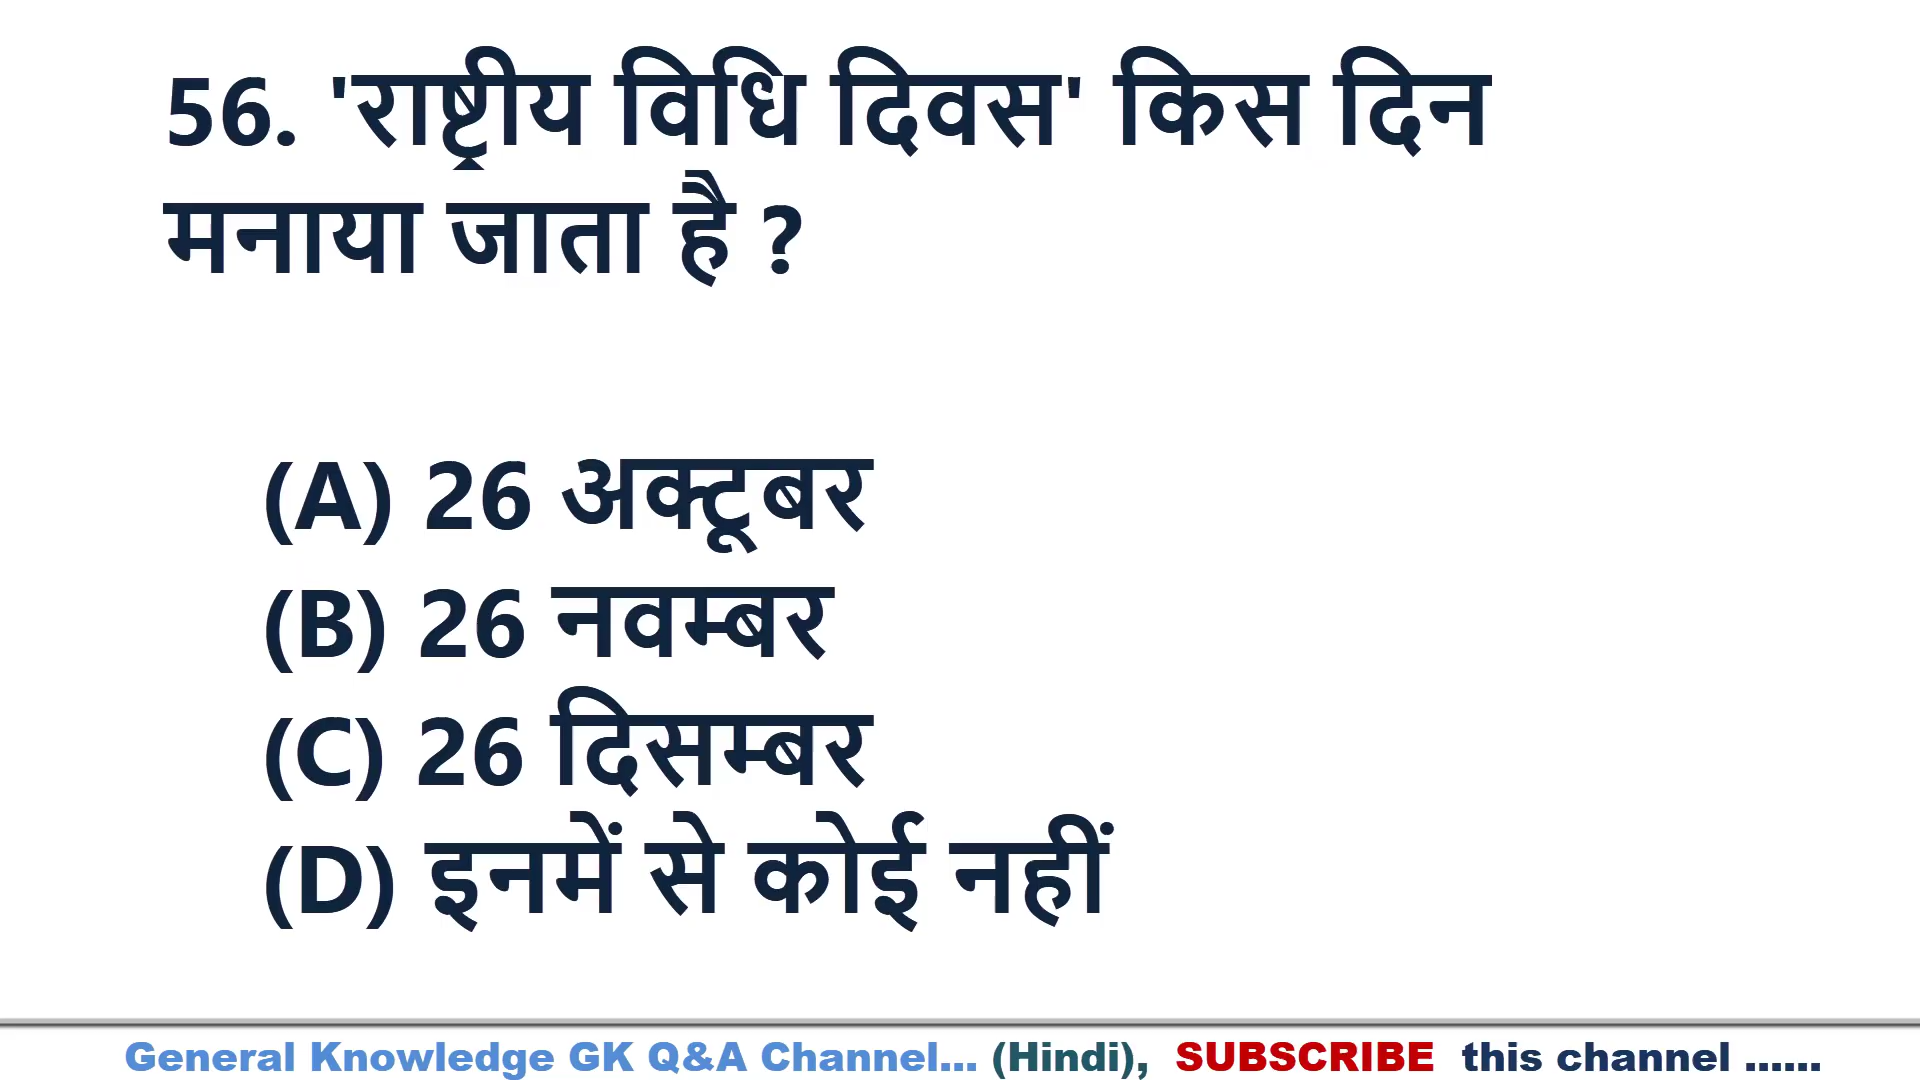 56. 'राष्ट्रीय विधि दिवस' किस दिन
मनाया जाता है ?
(A) 26 अक्टूबर
(B) 26 नवम्बर
(C) 26 दिसम्बर
(D) इनमें से कोई नहीं
General Knowledge GK Q&A Channel... (Hindi), SUBSCRIBE this channel ......